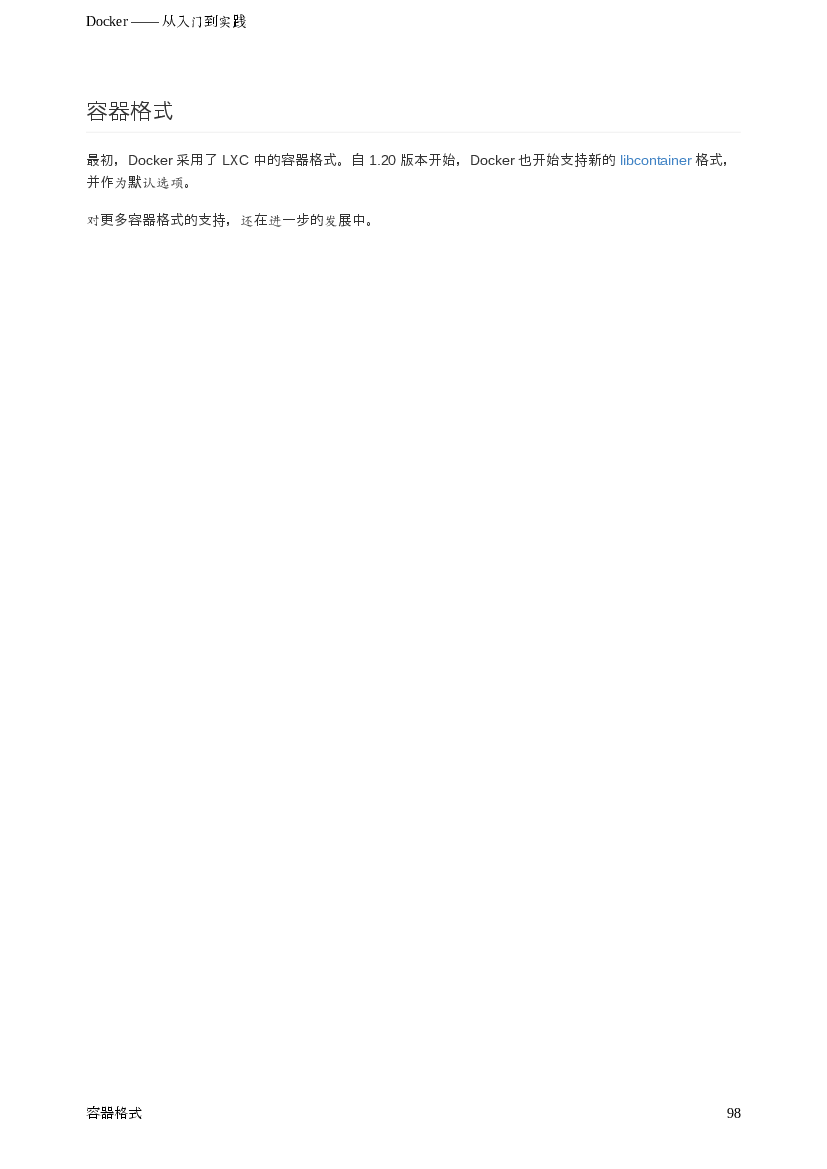 Docker —— 从入门到实践
容器格式
最初，Docker 采用了 LXC 中的容器格式。自 1.20 版本开始，Docker 也开始支持新的 libcontainer 格式，
并作为默认选项。
对更多容器格式的支持，还在进一步的发展中。
容器格式 98